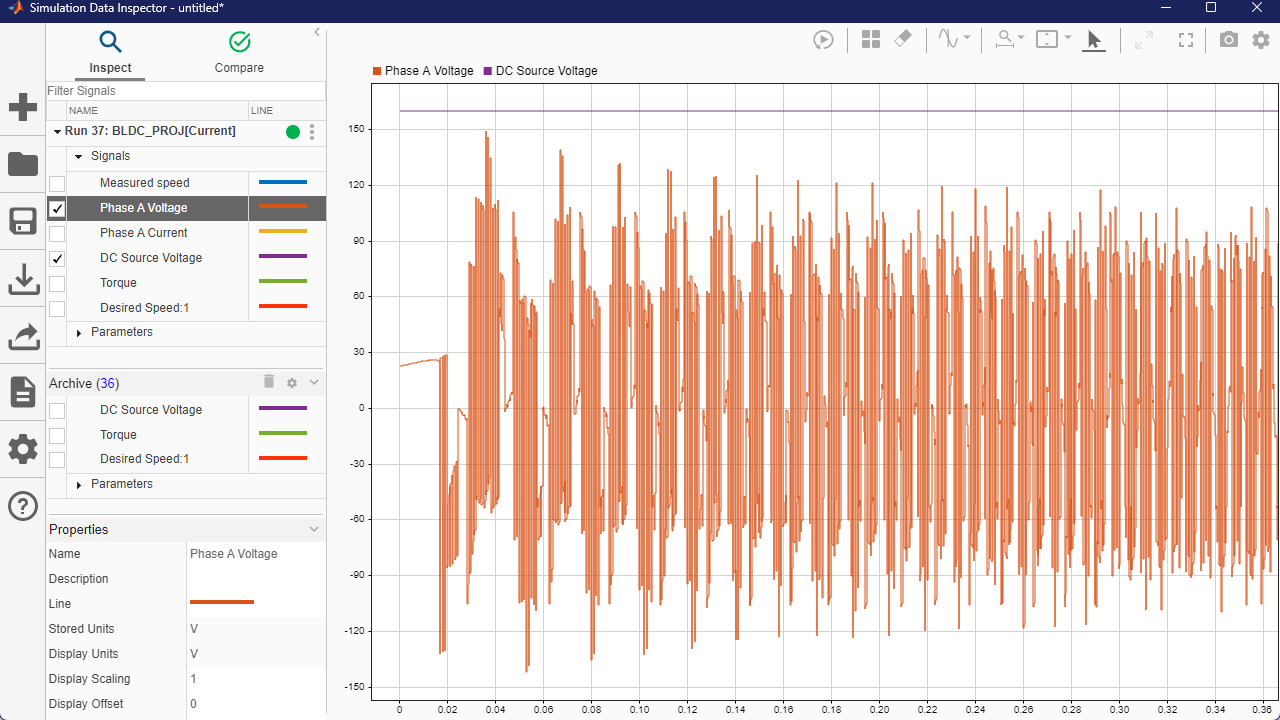 Simulation Data Inspector - untitled*
Inspect
Compare
Filter Signals
NAME
LINE
Run 37: BLDC_PROJ[Current]
Signals
Measured speed
Phase A Voltage
Phase A Current
DC Source Voltage
Torque
Desired Speed:1
Parameters
Archive (36)
DC Source Voltage
Torque
Desired Speed:1
Parameters
Properties
Name
Phase A Voltage
Description
Line
Stored Units
V
Display Units
V
Display Scaling
1
Display Offset
0
Phase A Voltage
DC Source Voltage
150
120
90
60
30
0
-30
-60
-90
-120
-150
0
0.02
0.04
0.06
0.08
0.10
0.12
0.14
0.16
0.18
0.20
0.22
0.24
0.26
0.28
0.30
0.32
0.34
0.36